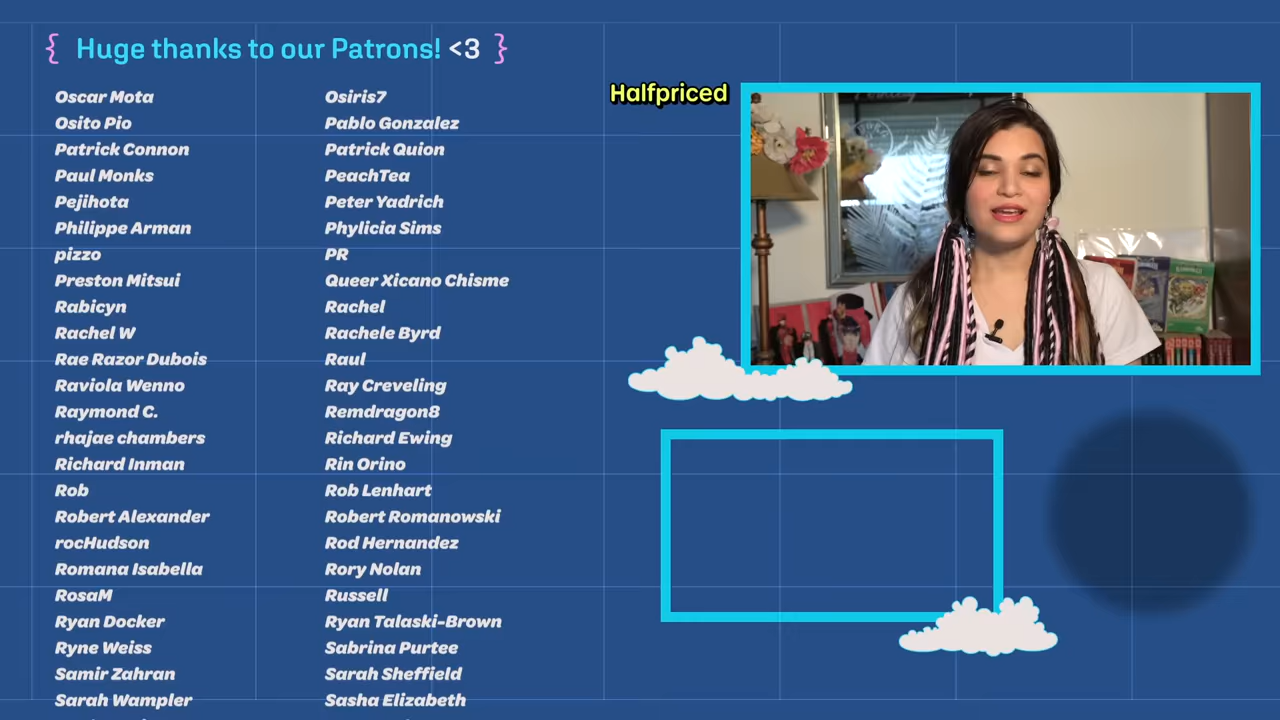 { Huge thanks to our Patrons! <3 }
Oscar Mota
Osito Pio
Patrick Connon
Paul Monks
Pejihota
Philippe Arman
pizzo
Preston Mitsui
Rabicyn
Rachel W
Rae Razor Dubois
Raviola Wenno
Raymond C.
rhajae chambers
Richard Inman
Rob
Robert Alexander
rocHudson
Romana Isabella
RosaM
Ryan Docker
Ryne Weiss
Samir Zahran
Sarah Wampler
Osiris7
Pablo Gonzalez
Patrick Quion
PeachTea
Peter Yadrich
Phylicia Sims
PR
Queer Xicano Chisme
Rachel
Rachele Byrd
Raul
Ray Creveling
Remdragon8
Richard Ewing
Rin Orino
Rob Lenhart
Robert Romanowski
Rod Hernandez
Rory Nolan
Russell
Ryan Talaski-Brown
Sabrina Purtee
Sarah Sheffield
Sasha Elizabeth
Halfpriced